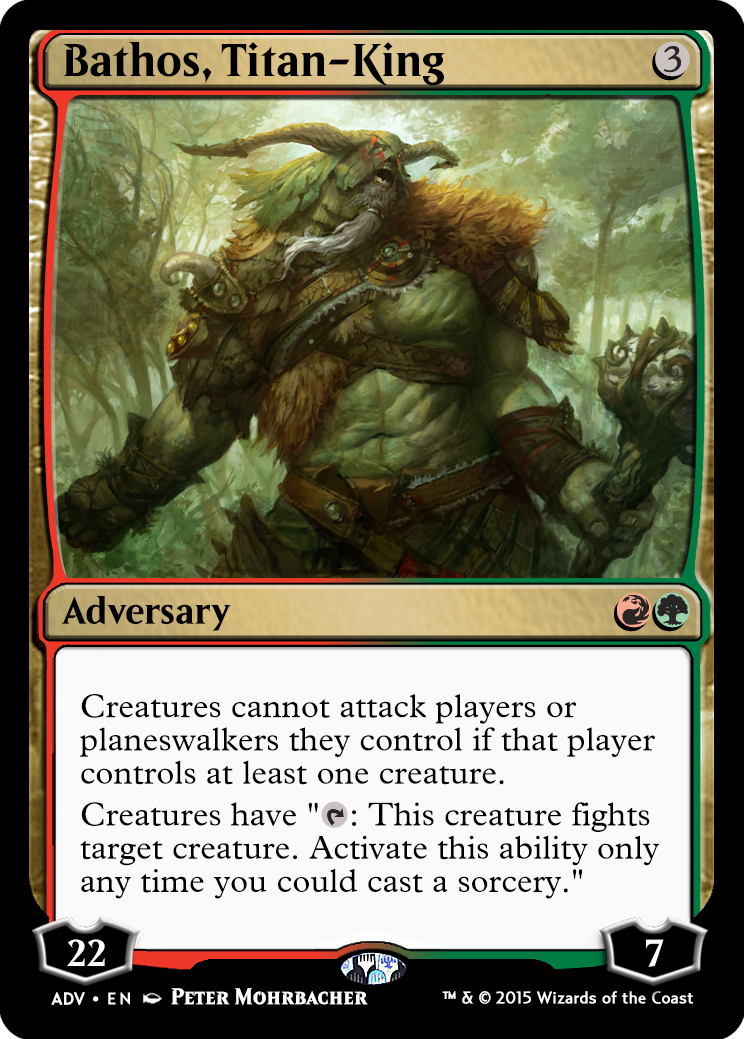 Bathos, Titan-King 3
Adversary
Creatures cannot attack players or
planeswalkers they control if that player
controls at least one creature.
Creatures have ": This creature fights
target creature. Activate this ability only
any time you could cast a sorcery."
22
7
ADV • EN Peter Mohrbacher
™ & © 2015 Wizards of the Coast